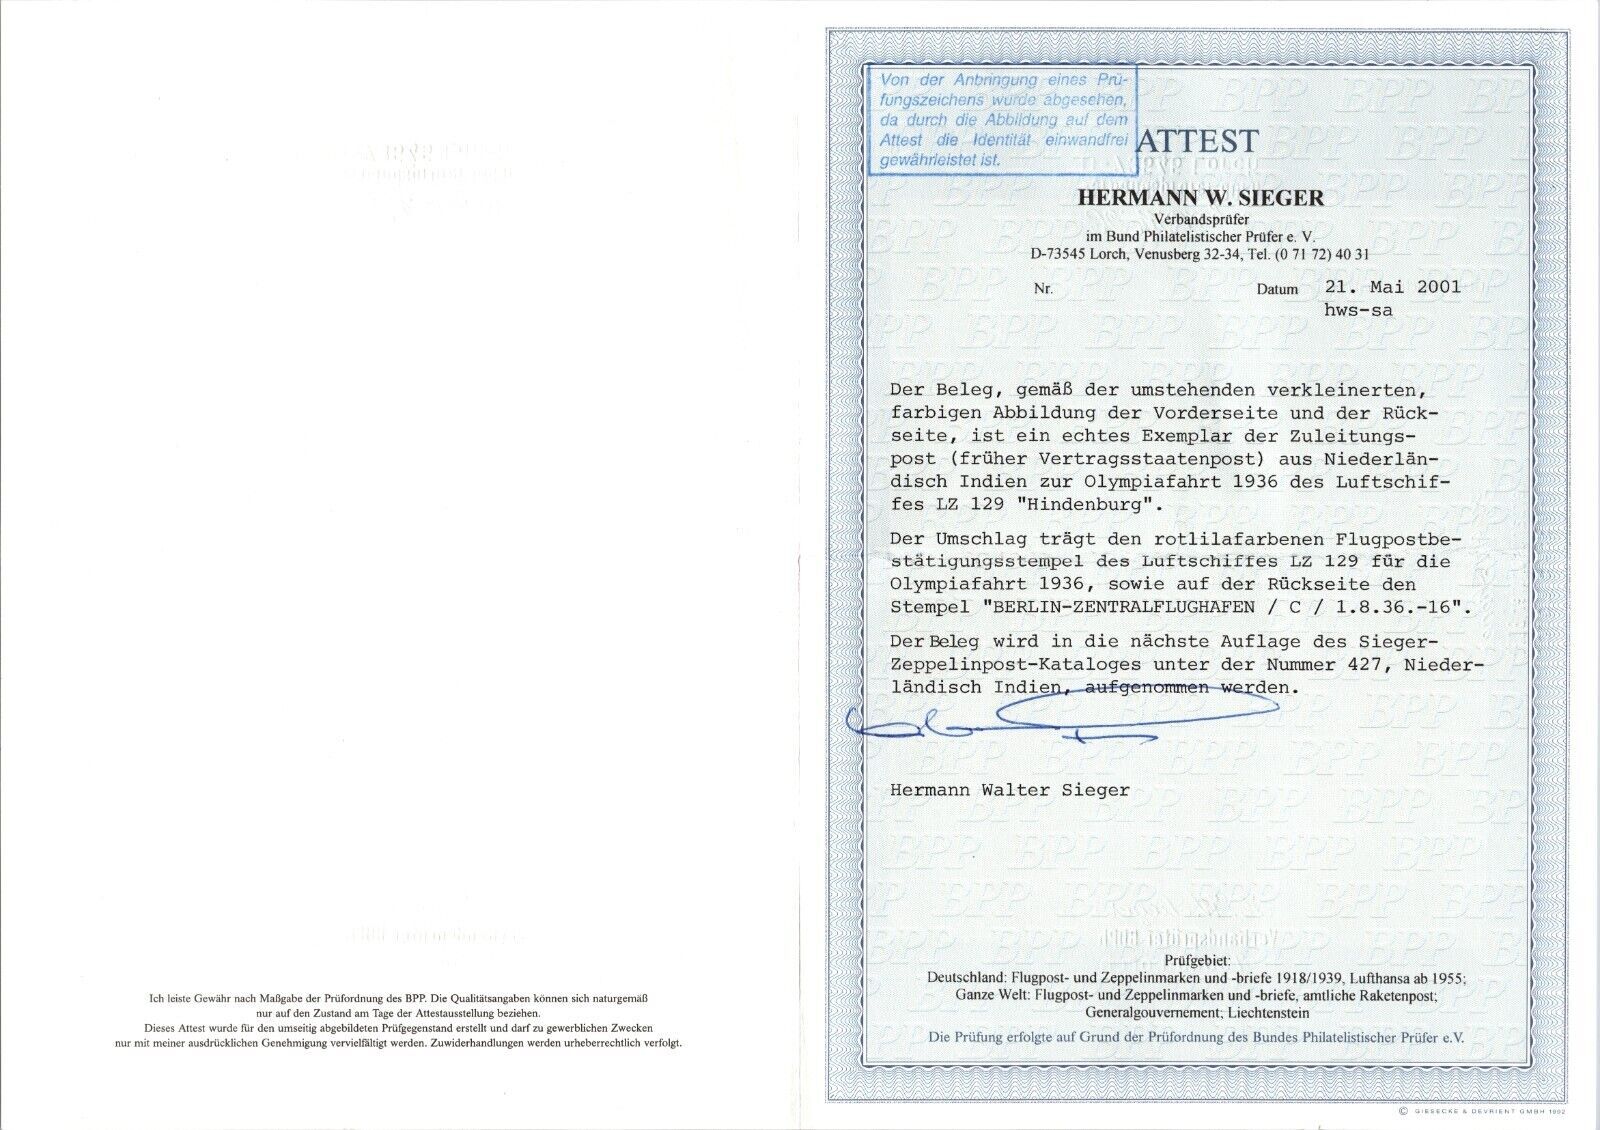 Ich leiste Gewähr nach Maßgabe der Prüfordnung des BPP. Die Qualitätsangaben können sich naturgemäß
nur auf den Zustand am Tage der Attestausstellung beziehen.
Dieses Attest wurde für den umseitig abgebildeten Prüfgegenstand erstellt und darf zu gewerblichen Zwecken
nur mit meiner ausdrücklichen Genehmigung vervielfältigt werden. Zuwiderhandlungen werden urheberrechtlich verfolgt.
Von der Anbringung eines Prü-
fungszeichens wurde abgesehen,
da durch die Abbildung auf dem
Attest die Identität einwandfrei
gewährleistet ist.
ATTEST
HERMANN W. SIEGER
Verbandsprüfer
im Bund Philatelistischer Prüfer e. V.
D-73545 Lorch, Venusberg 32-34, Tel. (0 71 72) 40 31
Nr. Datum 21. Mai 2001
hws-sa
Der Beleg, gemäß der umstehenden verkleinerten,
farbigen Abbildung der Vorderseite und der Rück-
seite, ist ein echtes Exemplar der Zuleitungs-
post (früher Vertragsstaatenpost) aus Niederlän-
disch Indien zur Olympiafahrt 1936 des Luftschif-
fes LZ 129 "Hindenburg".
Der Umschlag trägt den rotlilafarbenen Flugpostbe-
stätigungsstempel des Luftschiffes LZ 129 für die
Olympiafahrt 1936, sowie auf der Rückseite den
Stempel "BERLIN-ZENTRALFLUGHAFEN / C / 1.8.36.-16".
Der Beleg wird in die nächste Auflage des Sieger-
Zeppelinpost-Kataloges unter der Nummer 427, Nieder-
ländisch Indien, aufgenommen werden.
Hermann Walter Sieger
Prüfgebiet:
Deutschland: Flugpost- und Zeppelinmarken und -briefe 1918/1939, Lufthansa ab 1955;
Ganze Welt: Flugpost- und Zeppelinmarken und -briefe, amtliche Raketenpost;
Generalgouvernement; Liechtenstein
Die Prüfung erfolgte auf Grund der Prüfordnung des Bundes Philatelistischer Prüfer e.V.
© GIESECKE & DEVRIENT GMBH 1992